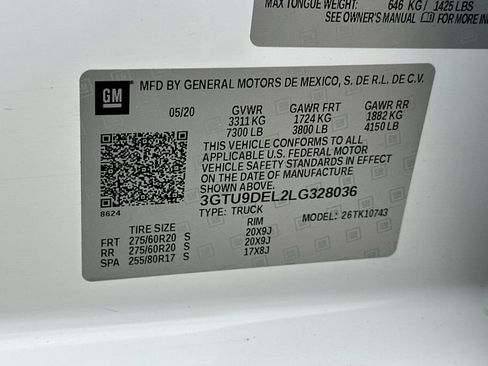 MAX TONGUE WEIGHT: 646 KG / 1425 LBS
SEE OWNER'S MANUAL FOR MORE INFO
GM
MFD BY GENERAL MOTORS DE MEXICO, S. DE R.L. DE C.V.
05/20 GVWR GAWR FRT GAWR RR
3311 KG 1724 KG 1882 KG
7300 LB 3800 LB 4150 LB
THIS VEHICLE CONFORMS TO ALL
APPLICABLE U.S. FEDERAL MOTOR
VEHICLE SAFETY STANDARDS IN EFFECT
ON THE DATE OF MANUFACTURE
SHOWN ABOVE.
8624 3GTU9DEL2LG328036
TYPE: TRUCK MODEL: 26TK10743
TIRE SIZE RIM
FRT 275/60R20 S 20X9J
RR 275/60R20 S 20X9J
SPA 255/80R17 S 17X8J